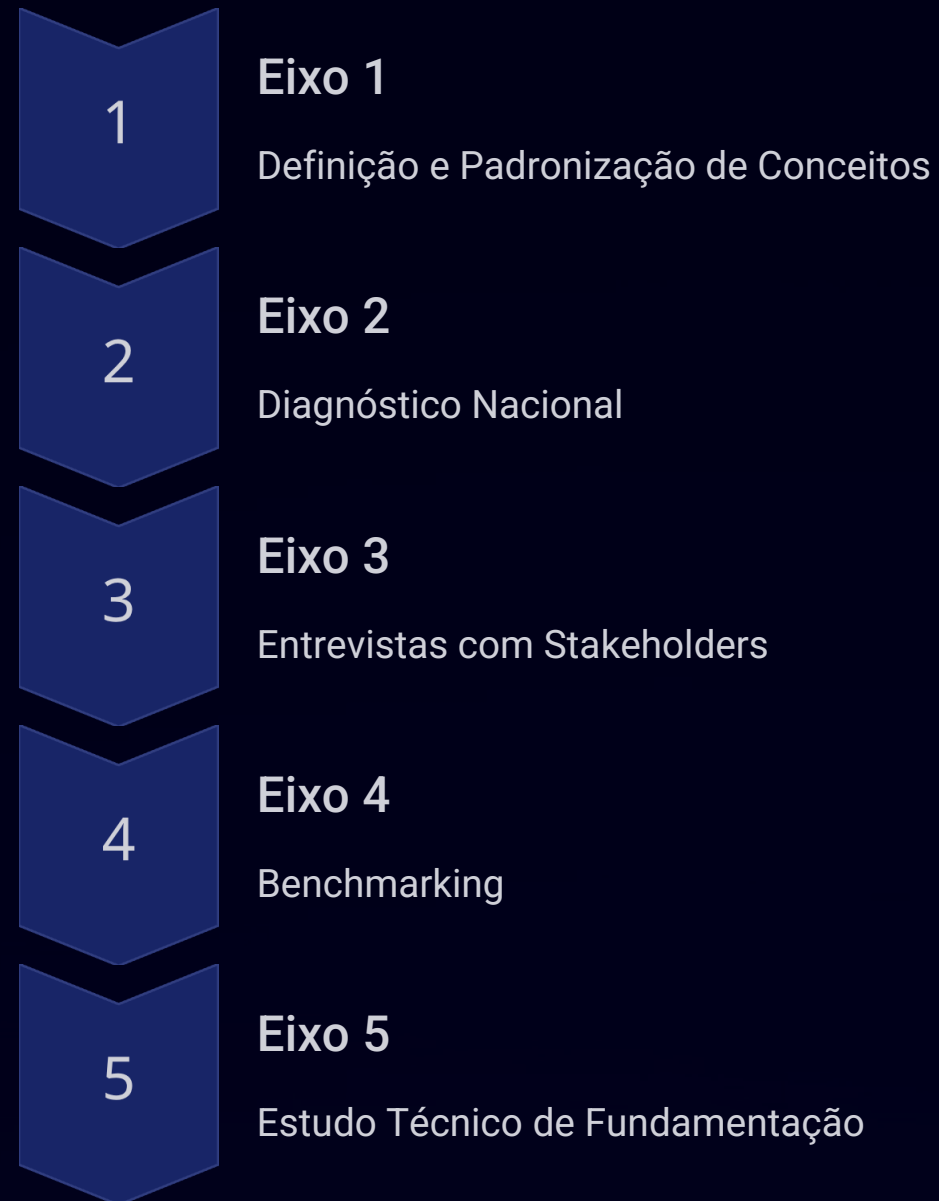 1
Eixo 1
Definição e Padronização de Conceitos
2
Eixo 2
Diagnóstico Nacional
3
Eixo 3
Entrevistas com Stakeholders
4
Eixo 4
Benchmarking
5
Eixo 5
Estudo Técnico de Fundamentação